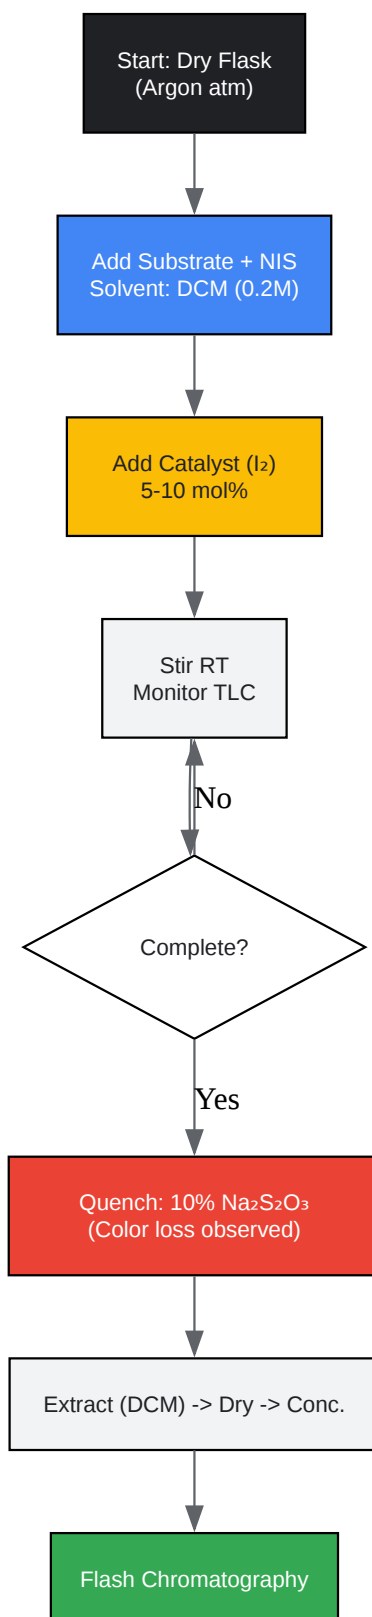 Start: Dry Flask
(Argon atm)
Add Substrate + NIS
Solvent: DCM (0.2M)
Add Catalyst (I₂)
5-10 mol%
Stir RT
Monitor TLC
No
Complete?
Yes
Quench: 10% Na₂S₂O₃
(Color loss observed)
Extract (DCM) -> Dry -> Conc.
Flash Chromatography